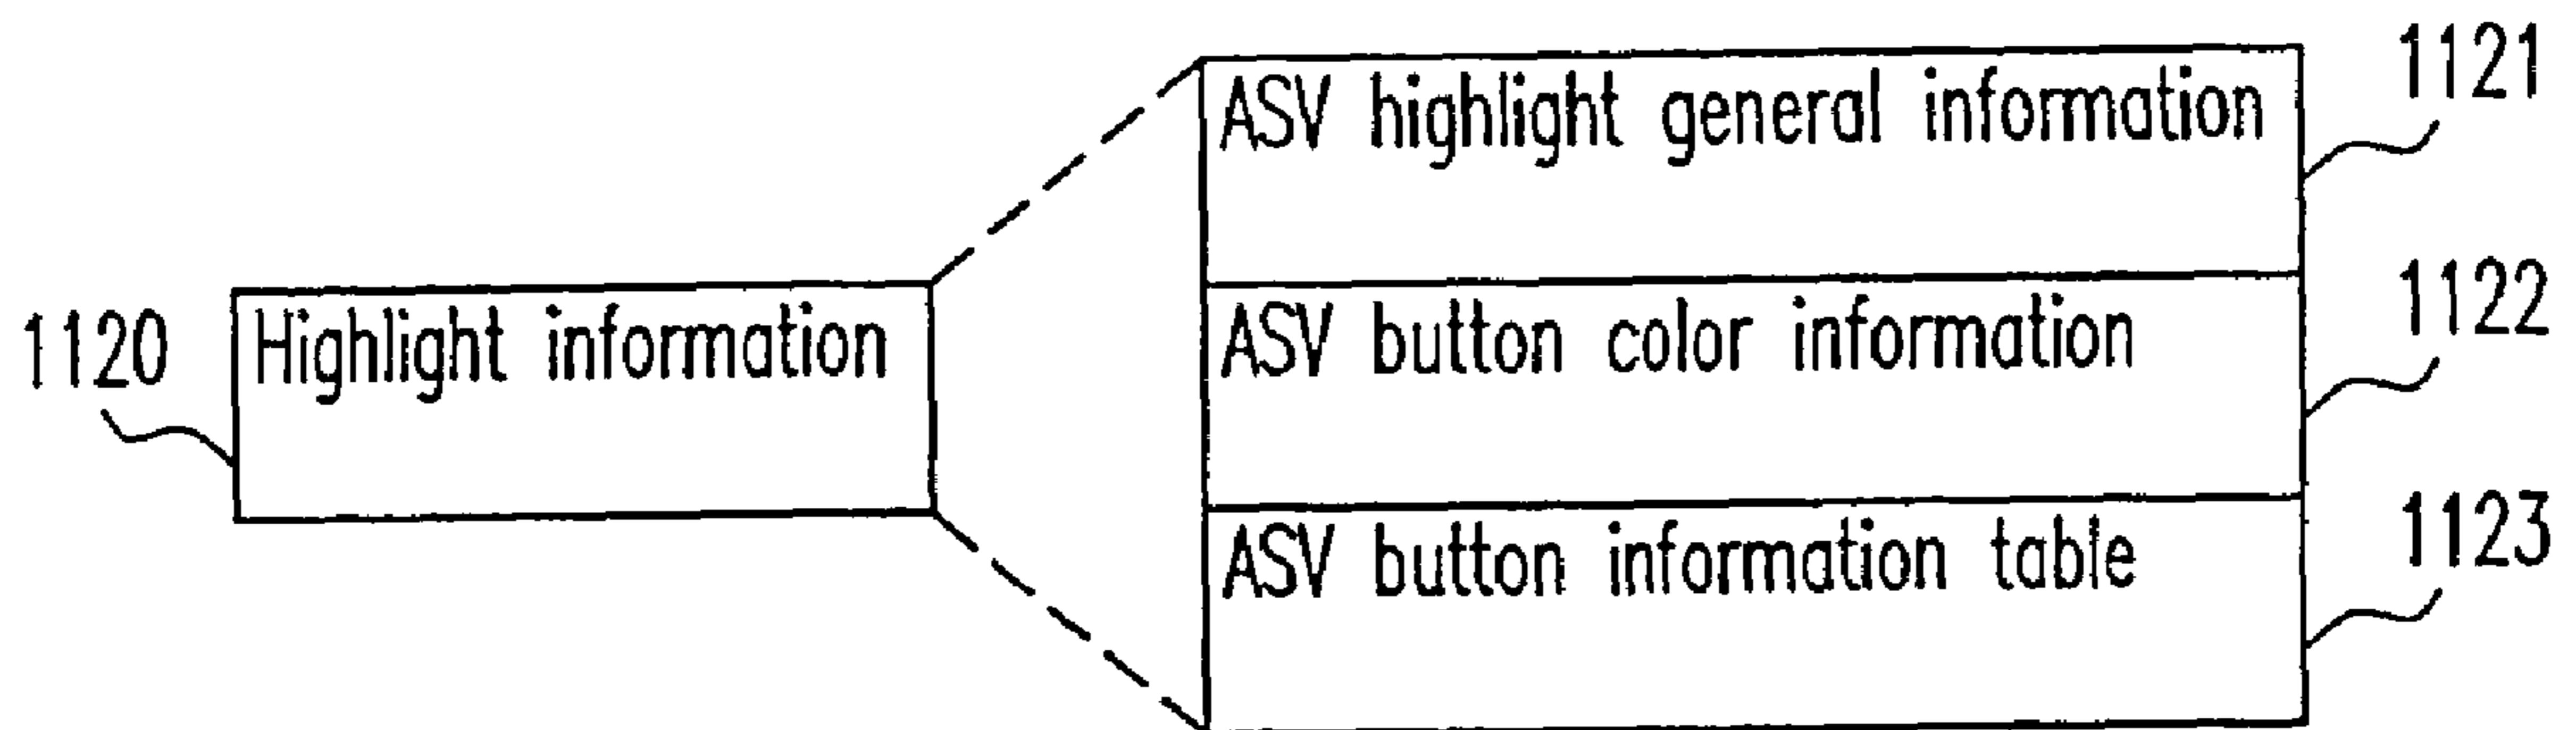 1120
Highlight information
ASV highlight general information
1121
ASV button color information
1122
ASV button information table
1123